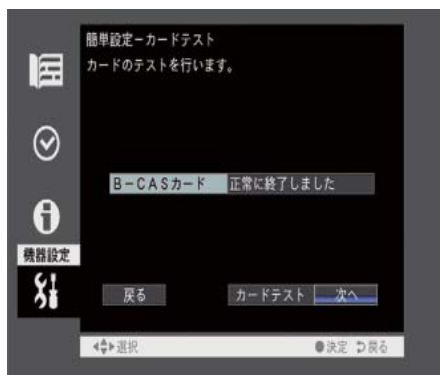 簡単設定－カードテスト
カードのテストを行います。
B－CASカード 正常に終了しました
機器設定
戻る カードテスト 次へ
選択 決定 戻る